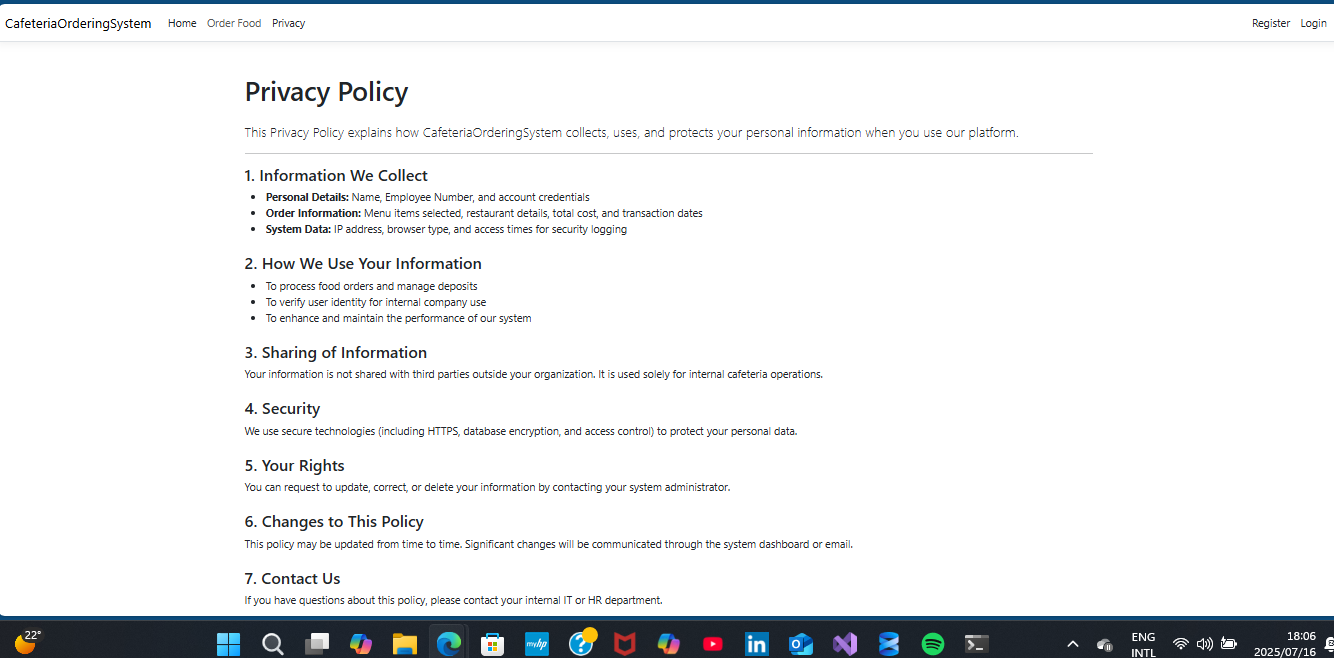 CafeteriaOrderingSystem Home Order Food Privacy Register Login
Privacy Policy
This Privacy Policy explains how CafeteriaOrderingSystem collects, uses, and protects your personal information when you use our platform.
1. Information We Collect
• Personal Details: Name, Employee Number, and account credentials
• Order Information: Menu items selected, restaurant details, total cost, and transaction dates
• System Data: IP address, browser type, and access times for security logging
2. How We Use Your Information
• To process food orders and manage deposits
• To verify user identity for internal company use
• To enhance and maintain the performance of our system
3. Sharing of Information
Your information is not shared with third parties outside your organization. It is used solely for internal cafeteria operations.
4. Security
We use secure technologies (including HTTPS, database encryption, and access control) to protect your personal data.
5. Your Rights
You can request to update, correct, or delete your information by contacting your system administrator.
6. Changes to This Policy
This policy may be updated from time to time. Significant changes will be communicated through the system dashboard or email.
7. Contact Us
If you have questions about this policy, please contact your internal IT or HR department.
22°
myhp
in
ENG
INTL
18:06
2025/07/16